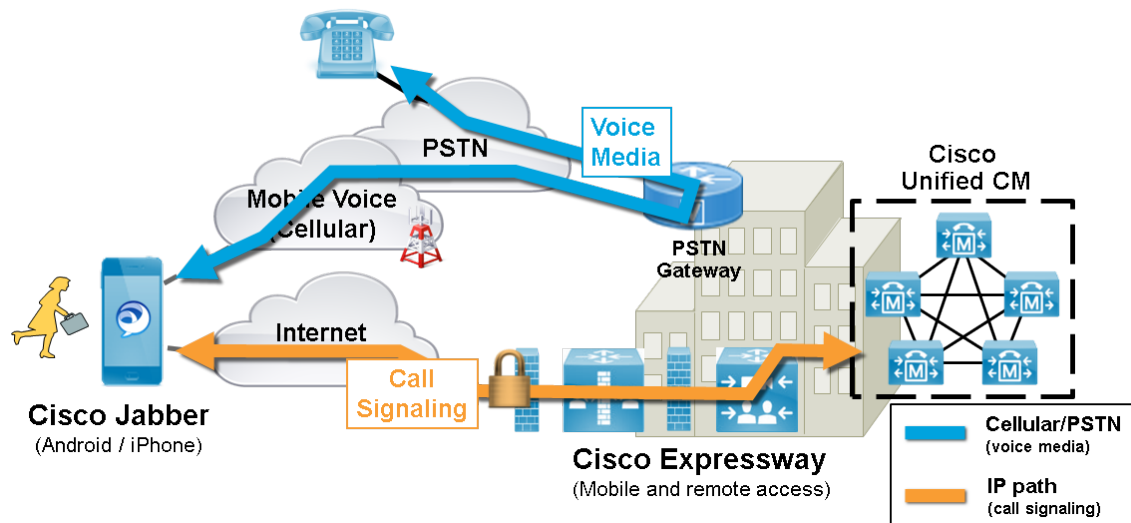 PSTN
Voice
Media
Mobile Voice
(Cellular)
PSTN
Gateway
Cisco
Unified CM
M
M
M
M
M
Internet
Call
Signaling
Cisco Jabber
(Android / iPhone)
Cisco Expressway
(Mobile and remote access)
Cellular/PSTN
(voice media)
IP path
(call signaling)